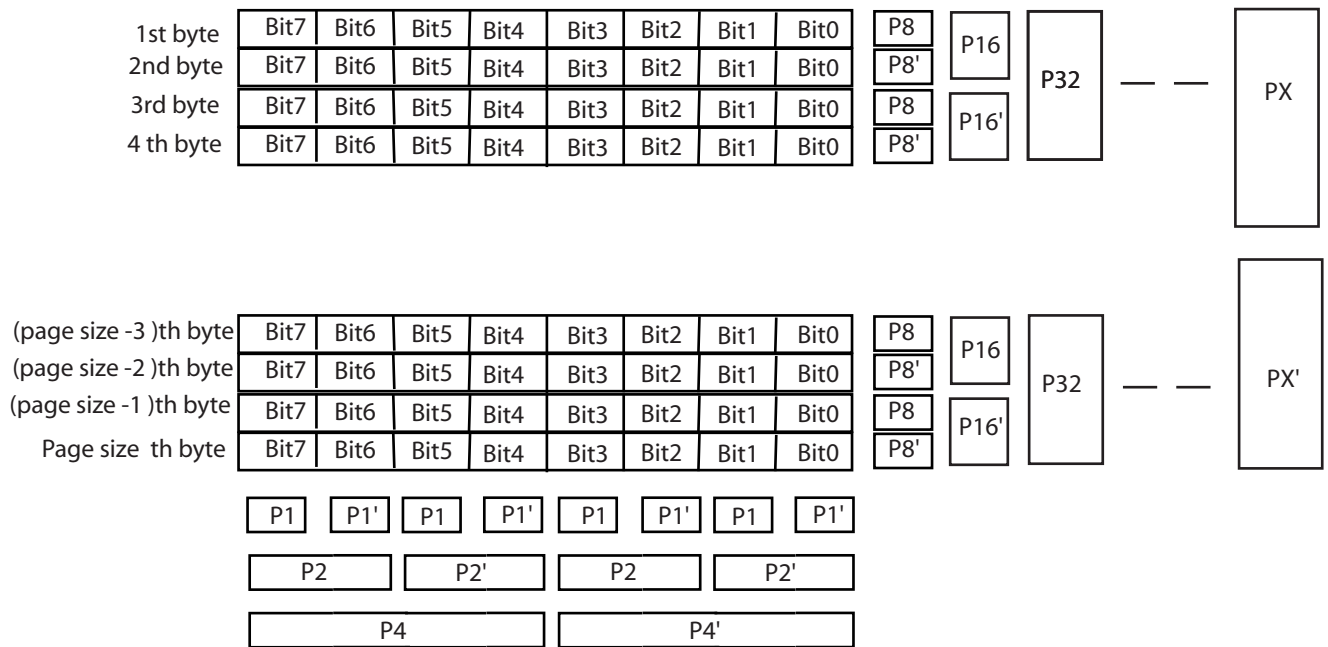 1st byte Bit7 Bit6 Bit5 Bit4 Bit3 Bit2 Bit1 Bit0 P8 P16 P32 PX
2nd byte Bit7 Bit6 Bit5 Bit4 Bit3 Bit2 Bit1 Bit0 P8'
3rd byte Bit7 Bit6 Bit5 Bit4 Bit3 Bit2 Bit1 Bit0 P8 P16'
4 th byte Bit7 Bit6 Bit5 Bit4 Bit3 Bit2 Bit1 Bit0 P8'
(page size -3 )th byte Bit7 Bit6 Bit5 Bit4 Bit3 Bit2 Bit1 Bit0 P8 P16 P32 PX'
(page size -2 )th byte Bit7 Bit6 Bit5 Bit4 Bit3 Bit2 Bit1 Bit0 P8'
(page size -1 )th byte Bit7 Bit6 Bit5 Bit4 Bit3 Bit2 Bit1 Bit0 P8 P16'
Page size th byte Bit7 Bit6 Bit5 Bit4 Bit3 Bit2 Bit1 Bit0 P8'
P1 P1' P1 P1' P1 P1' P1 P1'
P2 P2' P2 P2'
P4 P4'